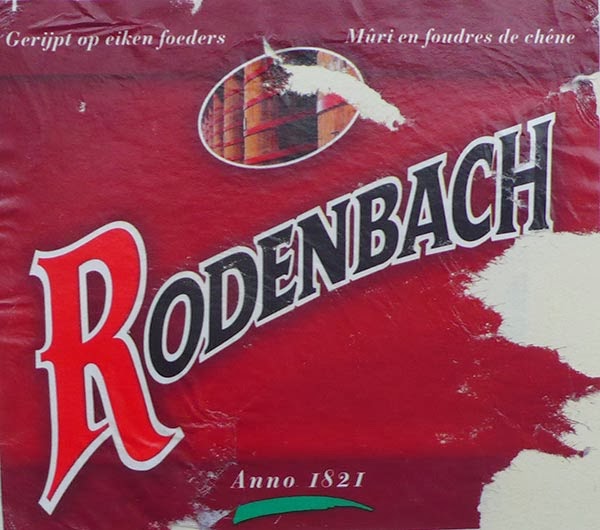 Gerijpt op eiken foeders
Mûri en foudres de chêne
RODENBACH
Anno 1821